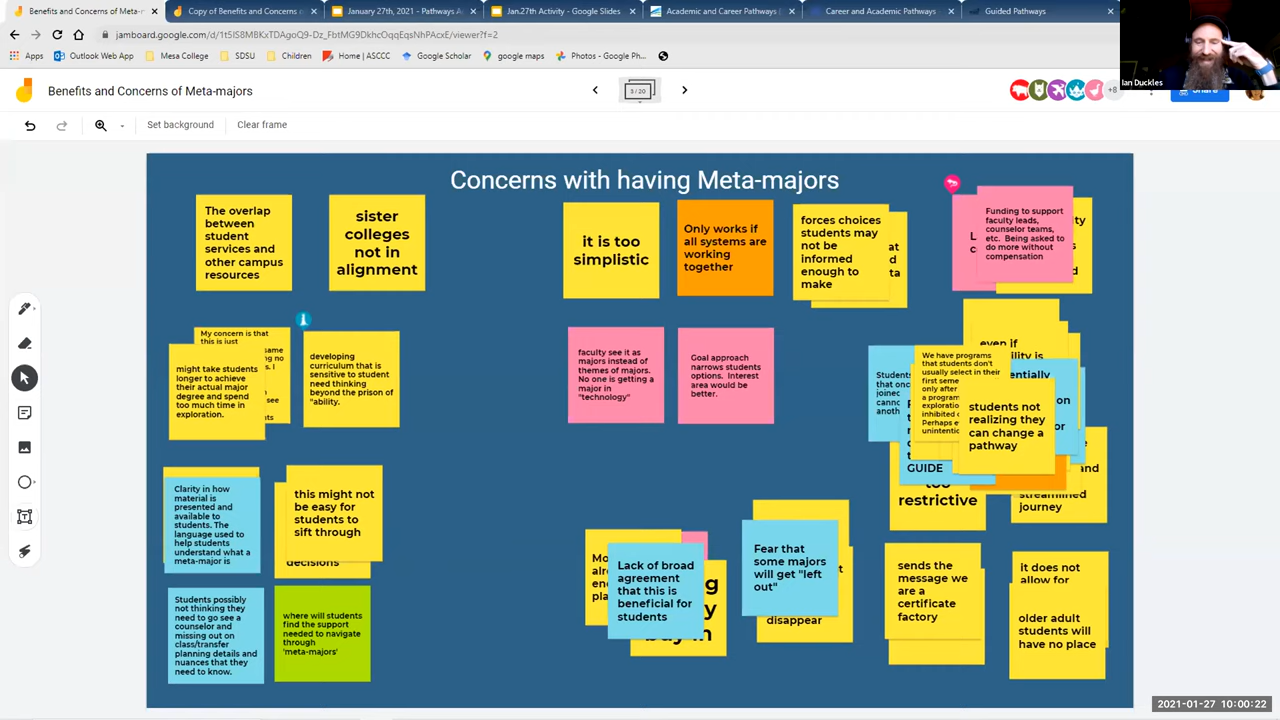 Benefits and Concerns of Meta-m
Copy of Benefits and Concerns of
January 27th, 2021 - Pathways A
Jan.27th Activity - Google Slides
Academic and Career Pathways (
Career and Academic Pathways
Guided Pathways
Apps
Outlook Web App
Mesa College
SDSU
Children
Home | ASCCC
Google Scholar
google maps
Photos - Google Ph...
Ian Duckles
Benefits and Concerns of Meta-majors
3 / 20
+8
Share
Set background
Clear frame
Concerns with having Meta-majors
The overlap
between
student
services and
other campus
resources
sister
colleges
not in
alignment
it is too
simplistic
Only works if
all systems are
working
together
forces choices
students may
not be
informed
enough to
make
Funding to support
faculty leads,
counselor teams,
etc. Being asked to
do more without
compensation
My concern is that
this is just
might take students
longer to achieve
their actual major
degree and spend
too much time in
exploration.
developing
curriculum that is
sensitive to student
need thinking
beyond the prison of
"ability.
faculty see it as
majors instead of
themes of majors.
No one is getting a
major in
"technology"
Goal approach
narrows students
options. Interest
area would be
better.
even if
We have programs
that students don't
usually select in their
first seme
only after
a program
exploration
inhibited
Perhaps
students not
realizing they
can change a
pathway
GUIDE
restrictive
and
streamlined
journey
Clarity in how
material is
presented and
available to
students. The
language used to
help students
understand what a
meta-major is
this might not
be easy for
students to
sift through
decisions
Lack of broad
agreement
that this is
beneficial for
students
buy in
Fear that
some majors
will get "left
out"
disappear
sends the
message we
are a
certificate
factory
it does not
allow for
older adult
students will
have no place
Students possibly
not thinking they
need to go see a
counselor and
missing out on
class/transfer
planning details and
nuances that they
need to know.
where will students
find the support
needed to navigate
through
'meta-majors'
2021-01-27 10:00:22